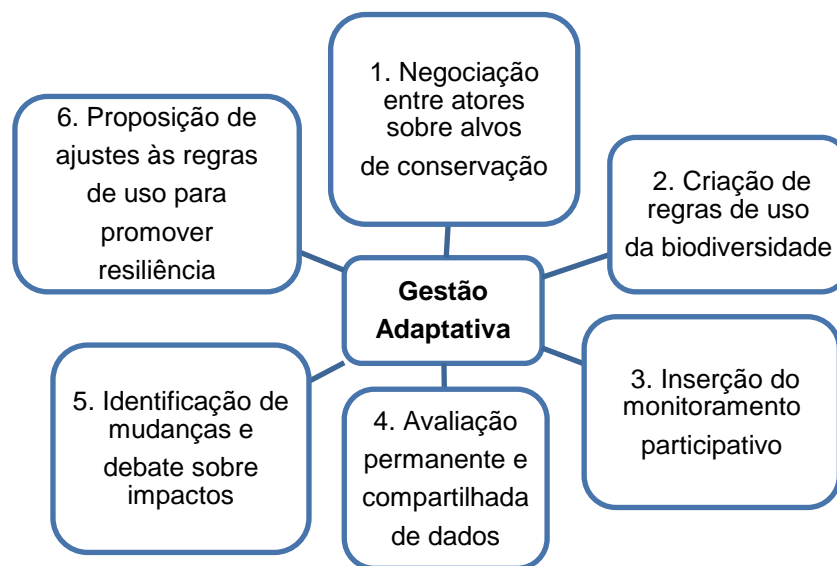 1. Negociação
entre atores
sobre alvos
de conservação
2. Criação de
regras de uso
da biodiversidade
3. Inserção do
monitoramento
participativo
4. Avaliação
permanente e
compartilhada
de dados
5. Identificação de
mudanças e
debate sobre
impactos
6. Proposição de
ajustes às regras
de uso para
promover
resiliência
Gestão
Adaptativa